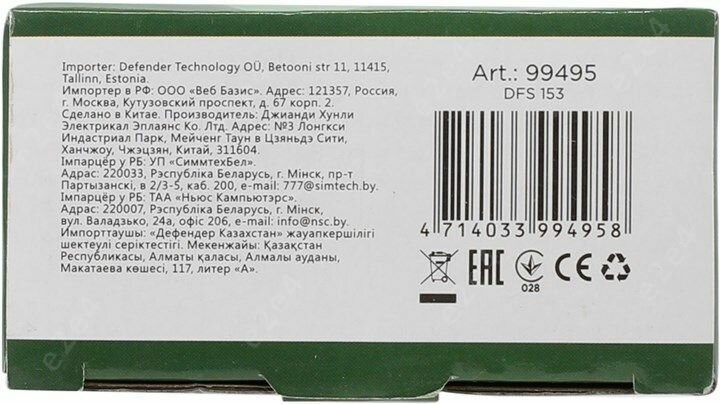 Importer: Defender Technology OÜ, Betooni str 11, 11415,
Tallinn, Estonia.
Импортер в РФ: ООО «Веб Базис». Адрес: 121357, Россия,
г. Москва, Кутузовский проспект, д. 67 корп. 2.
Сделано в Китае. Производитель: Джианди Хунли
Электрикал Эплаянс Ко. Лтд. Адрес: №3 Лонгкси
Индастриал Парк, Мейченг Таун в Цзяньдэ Сити,
Ханчжоу, Чжэцзян, Китай, 311604.
Імпарцёр у РБ: УП «СиммтехБел».
Адрас: 220033, Рэспубліка Беларусь, г. Мінск, пр-т
Партызанскі, в 2/3-5, каб. 200, e-mail: 777@simtech.by.
Імпарцёр у РБ: ТАА «Ньюс Кампьютэрс».
Адрас: 220007, Рэспубліка Беларусь, г. Мінск,
вул. Валадзько, 24а, офіс 206, e-mail: info@nsc.by.
Импорттаушы: «Дефендер Казахстан» жауапкершілігі
шектеулі серіктестігі. Мекенжайы: Қазақстан
Республикасы, Алматы қаласы, Алмалы ауданы,
Макатаева көшесі, 117, литер «А».
Art.: 99495
DFS 153
4 714033 994958
EAC
028
CE